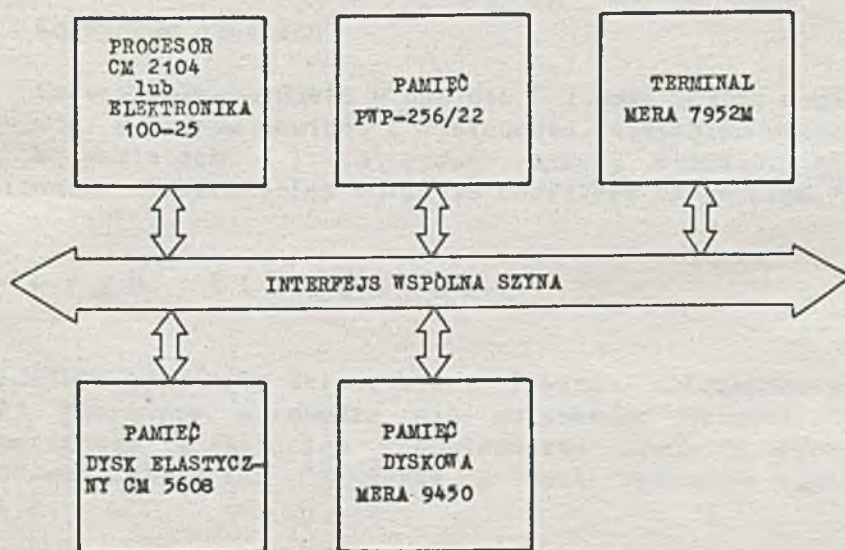 PROCESOR
CM 2104
lub
ELEKTRONIKA
100-25
PAMIĘĆ
PWP-256/22
TERMINAL
MERA 7952M
INTERFEJS WSPÓLNA SZYNA
PAMIĘĆ
DYSK ELASTYCZ-
NY CM 5608
PAMIĘĆ
DYSKOWA
MERA 9450